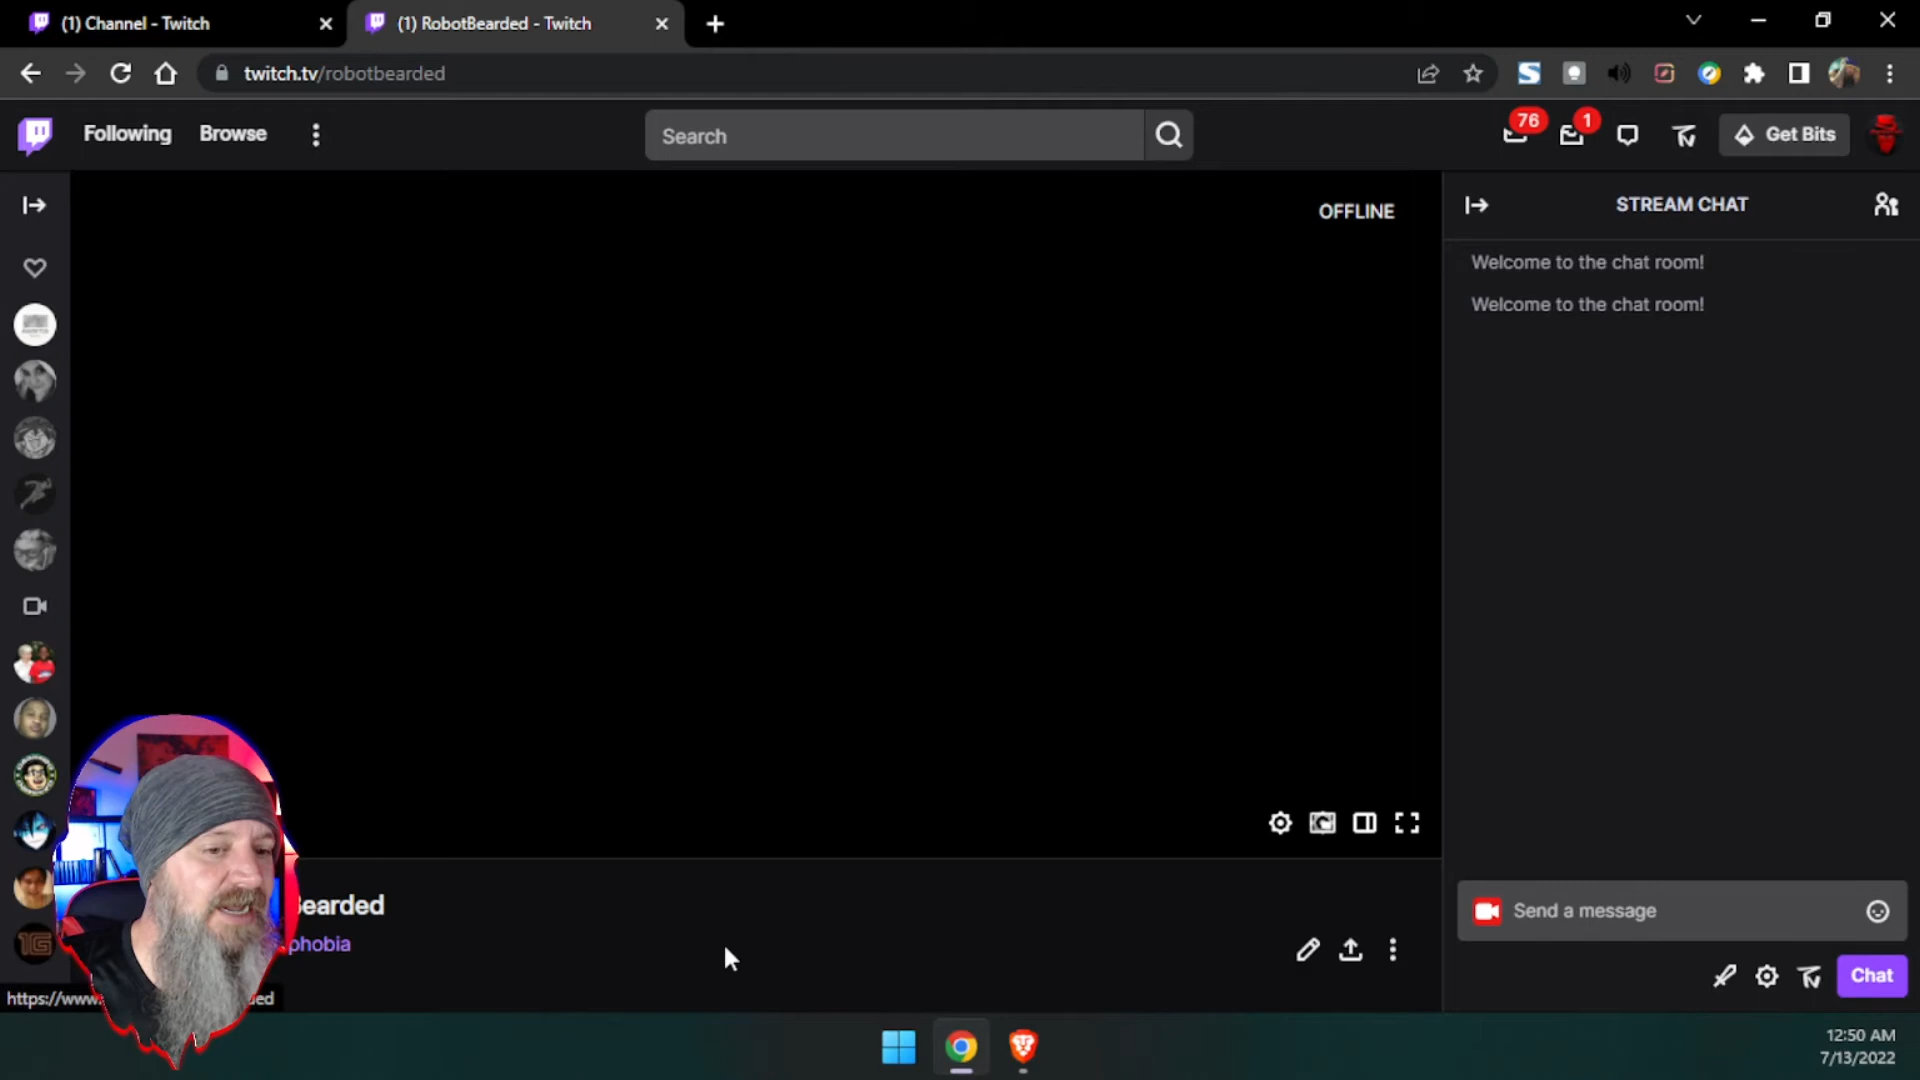 (1) Channel - Twitch
(1) RobotBearded - Twitch
twitch.tv/robotbearded
Following
Browse
Search
76
1
Get Bits
OFFLINE
STREAM CHAT
Welcome to the chat room!
Welcome to the chat room!
Bearded
phobia
Send a message
Chat
https://www.
ed
12:50 AM
7/13/2022